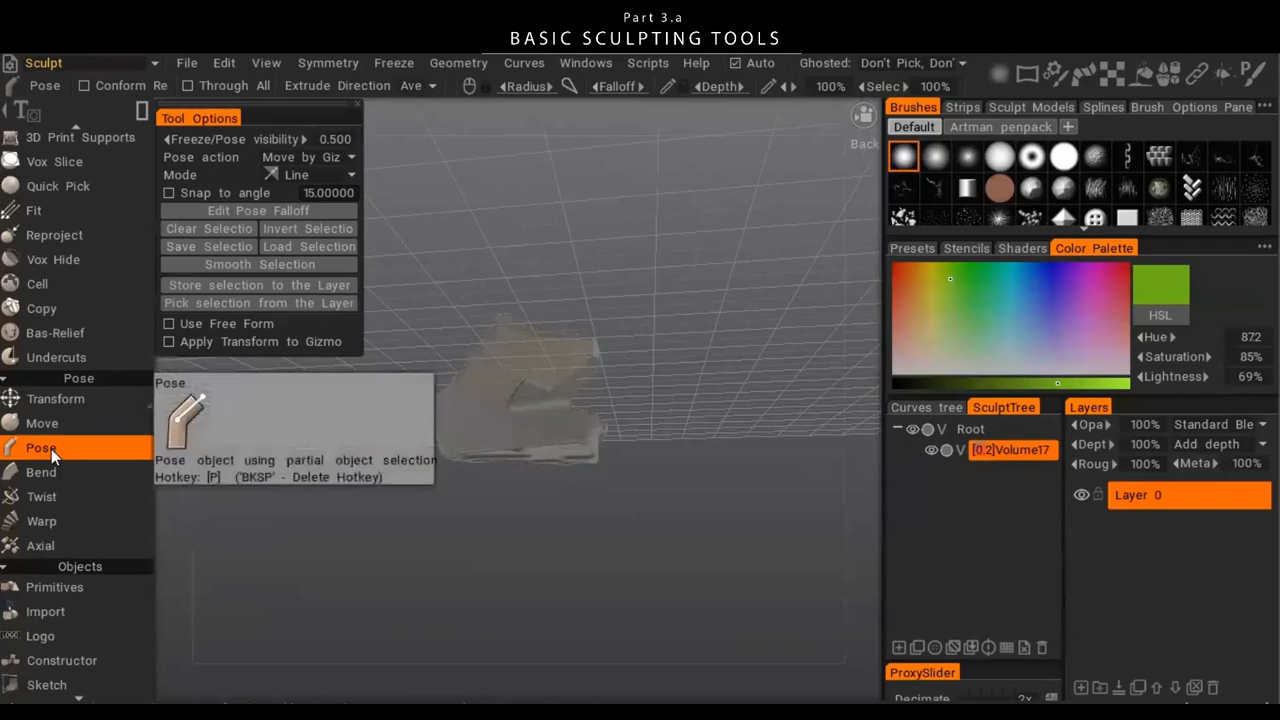 Part 3.a
BASIC SCULPTING TOOLS
Sculpt File Edit View Symmetry Freeze Geometry Curves Windows Scripts Help Auto Ghosted: Don't Pick, Don'
Pose Conform Re Through All Extrude Direction Ave Radius Falloff Depth 100% Selec 100%
3D Print Supports
Vox Slice
Quick Pick
Fit
Reproject
Vox Hide
Cell
Copy
Bas-Relief
Undercuts
Pose
Transform
Move
Pose
Bend
Twist
Warp
Axial
Objects
Primitives
Import
LOGO Logo
Constructor
Sketch
Tool Options
Freeze/Pose visibility 0.500
Pose action Move by Giz
Mode Line
Snap to angle 15.00000
Edit Pose Falloff
Clear Selectio Invert Selectio
Save Selectio Load Selection
Smooth Selection
Store selection to the Layer
Pick selection from the Layer
Use Free Form
Apply Transform to Gizmo
Pose
Pose object using partial object selection
Hotkey: [P] ('BKSP' - Delete Hotkey)
Back
Brushes Strips Sculpt Models Splines Brush Options Pane
Default Artman penpack
Presets Stencils Shaders Color Palette
HSL
Hue 87.2
Saturation 85%
Lightness 69%
Curves tree SculptTree
V Root
V [0.2]Volume17
Layers
Opa 100% Standard Ble
Dept 100% Add depth
Roug 100% Meta 100%
Layer 0
ProxySlider
Decimate 2x